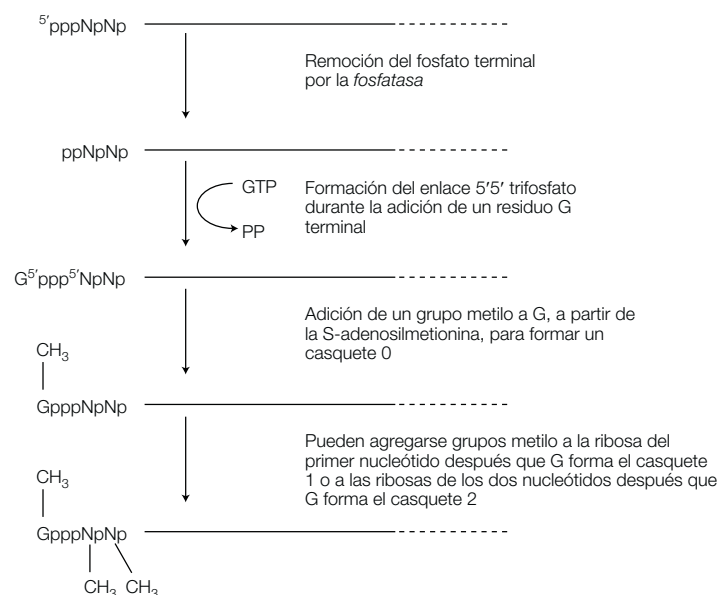 5'pppNpNp
Remoción del fosfato terminal
por la fosfatasa
ppNpNp
GTP
PP
Formación del enlace 5'5' trifosfato
durante la adición de un residuo G
terminal
G5'ppp5'NpNp
Adición de un grupo metilo a G, a partir de
la S-adenosilmetionina, para formar un
casquete 0
CH3
GpppNpNp
Pueden agregarse grupos metilo a la ribosa del
primer nucleótido después que G forma el casquete
1 o a las ribosas de los dos nucleótidos después que
G forma el casquete 2
CH3
GpppNpNp
CH3 CH3